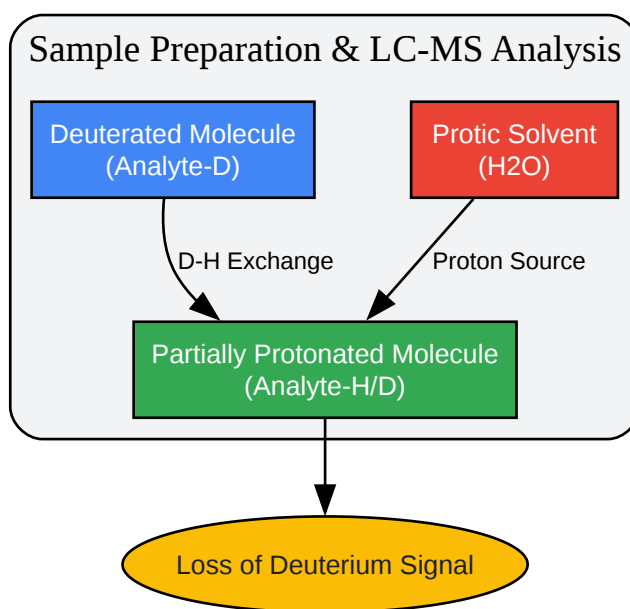 Sample Preparation & LC-MS Analysis
Deuterated Molecule
(Analyte-D)
Protic Solvent
(H2O)
D-H Exchange
Proton Source
Partially Protonated Molecule
(Analyte-H/D)
Loss of Deuterium Signal